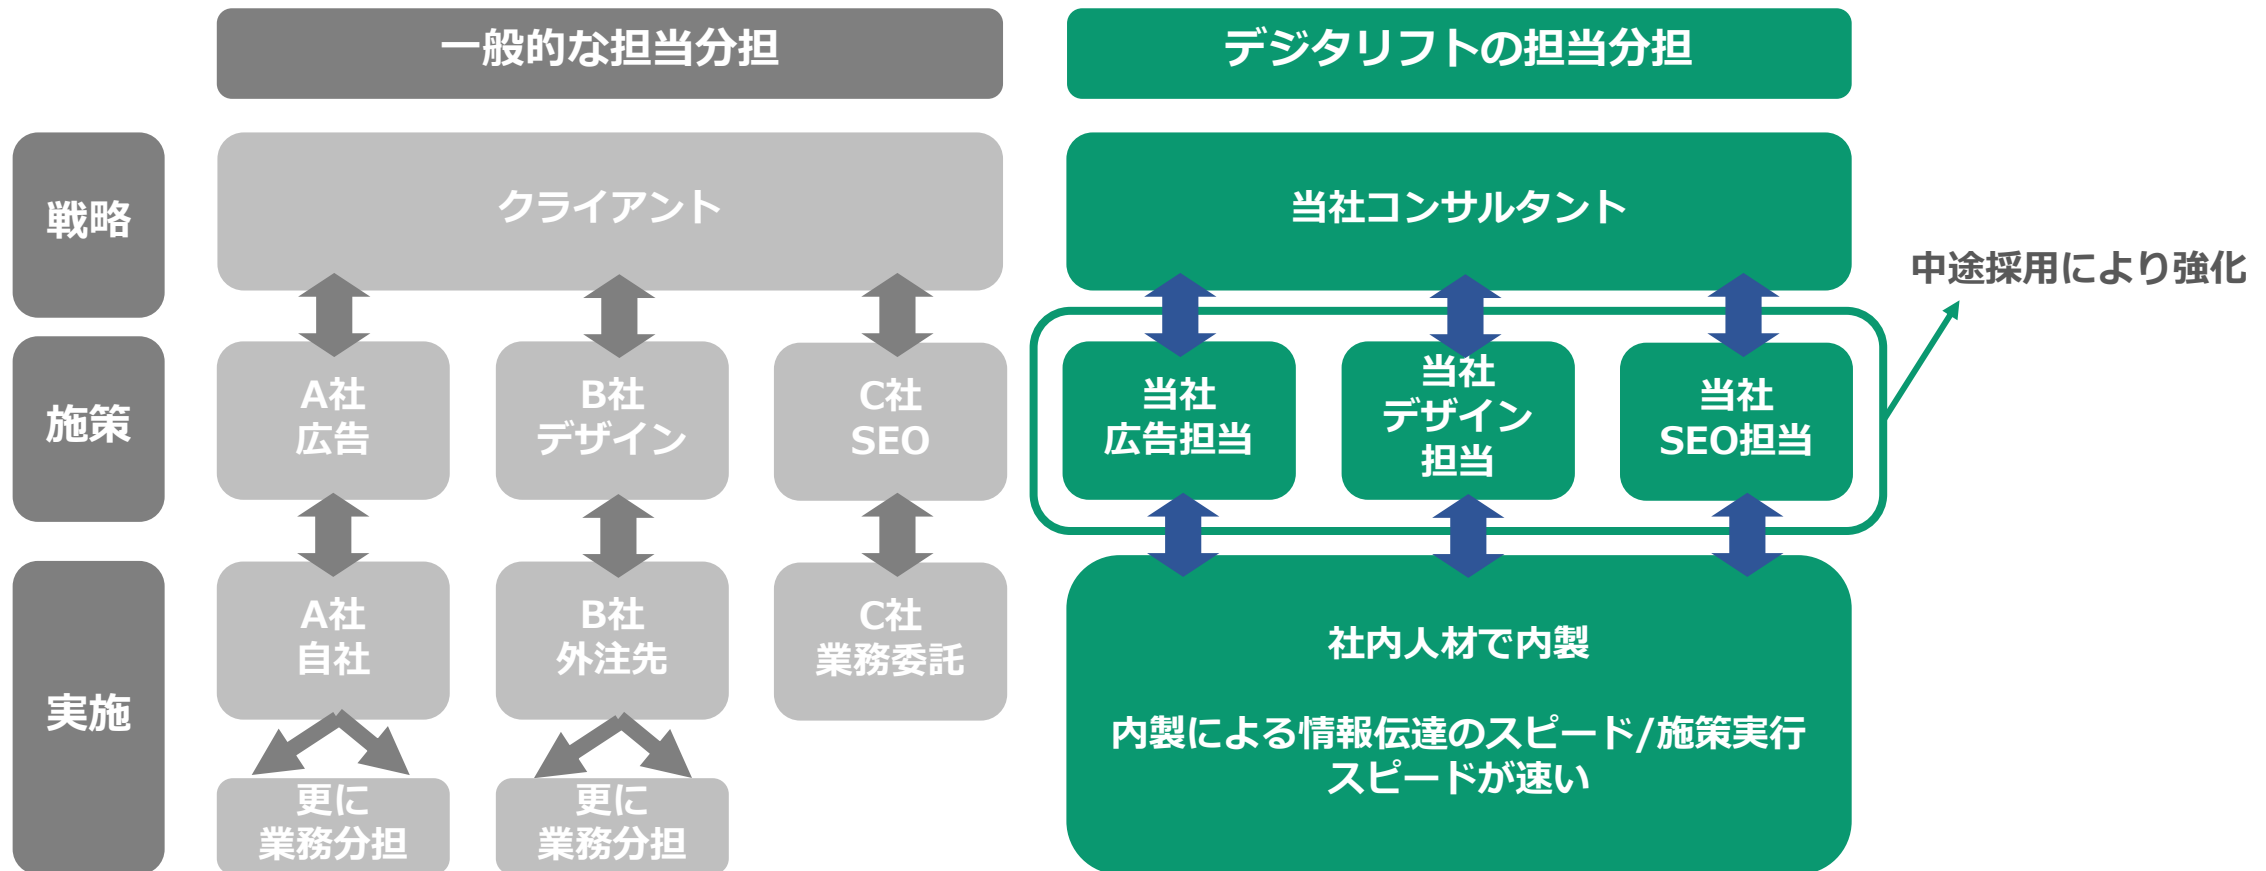 一般的な担当分担
デジタリフトの担当分担
戦略
クライアント
当社コンサルタント
中途採用により強化
施策
A社
広告
B社
デザイン
C社
SEO
当社
広告担当
当社
デザイン
担当
当社
SEO担当
実施
A社
自社
B社
外注先
C社
業務委託
更に
業務分担
更に
業務分担
社内人材で内製
内製による情報伝達のスピード/施策実行
スピードが速い